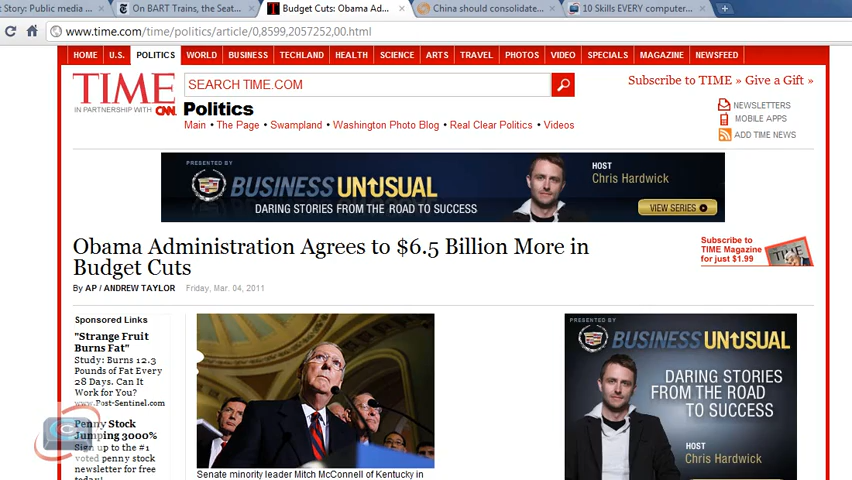 t Story: Public media ...
On BART Trains, the Seat...
Budget Cuts: Obama Ad...
China should consolidate...
10 Skills EVERY computer...
www.time.com/time/politics/article/0,8599,2057252,00.html
HOME U.S. POLITICS WORLD BUSINESS TECHLAND HEALTH SCIENCE ARTS TRAVEL PHOTOS VIDEO SPECIALS MAGAZINE NEWSFEED
TIME
IN PARTNERSHIP WITH CNN
SEARCH TIME.COM
Subscribe to TIME » Give a Gift »
Politics
Main • The Page • Swampland • Washington Photo Blog • Real Clear Politics • Videos
NEWSLETTERS
MOBILE APPS
ADD TIME NEWS
PRESENTED BY
BUSINESS UNUSUAL
DARING STORIES FROM THE ROAD TO SUCCESS
HOST
Chris Hardwick
VIEW SERIES
Obama Administration Agrees to $6.5 Billion More in
Budget Cuts
By AP / ANDREW TAYLOR Friday, Mar. 04, 2011
Subscribe to
TIME Magazine
for just $1.99
Sponsored Links
"Strange Fruit
Burns Fat"
Study: Burns 12.3
Pounds of Fat Every
28 Days. Can It
Work for You?
www.Post-Sentinel.com
Penny Stock
Jumping 3000%
Sign up to the #1
voted penny stock
newsletter for free
today!
Senate minority leader Mitch McConnell of Kentucky in
PRESENTED BY
BUSINESS UNUSUAL
DARING STORIES
FROM THE ROAD
TO SUCCESS
HOST
Chris Hardwick